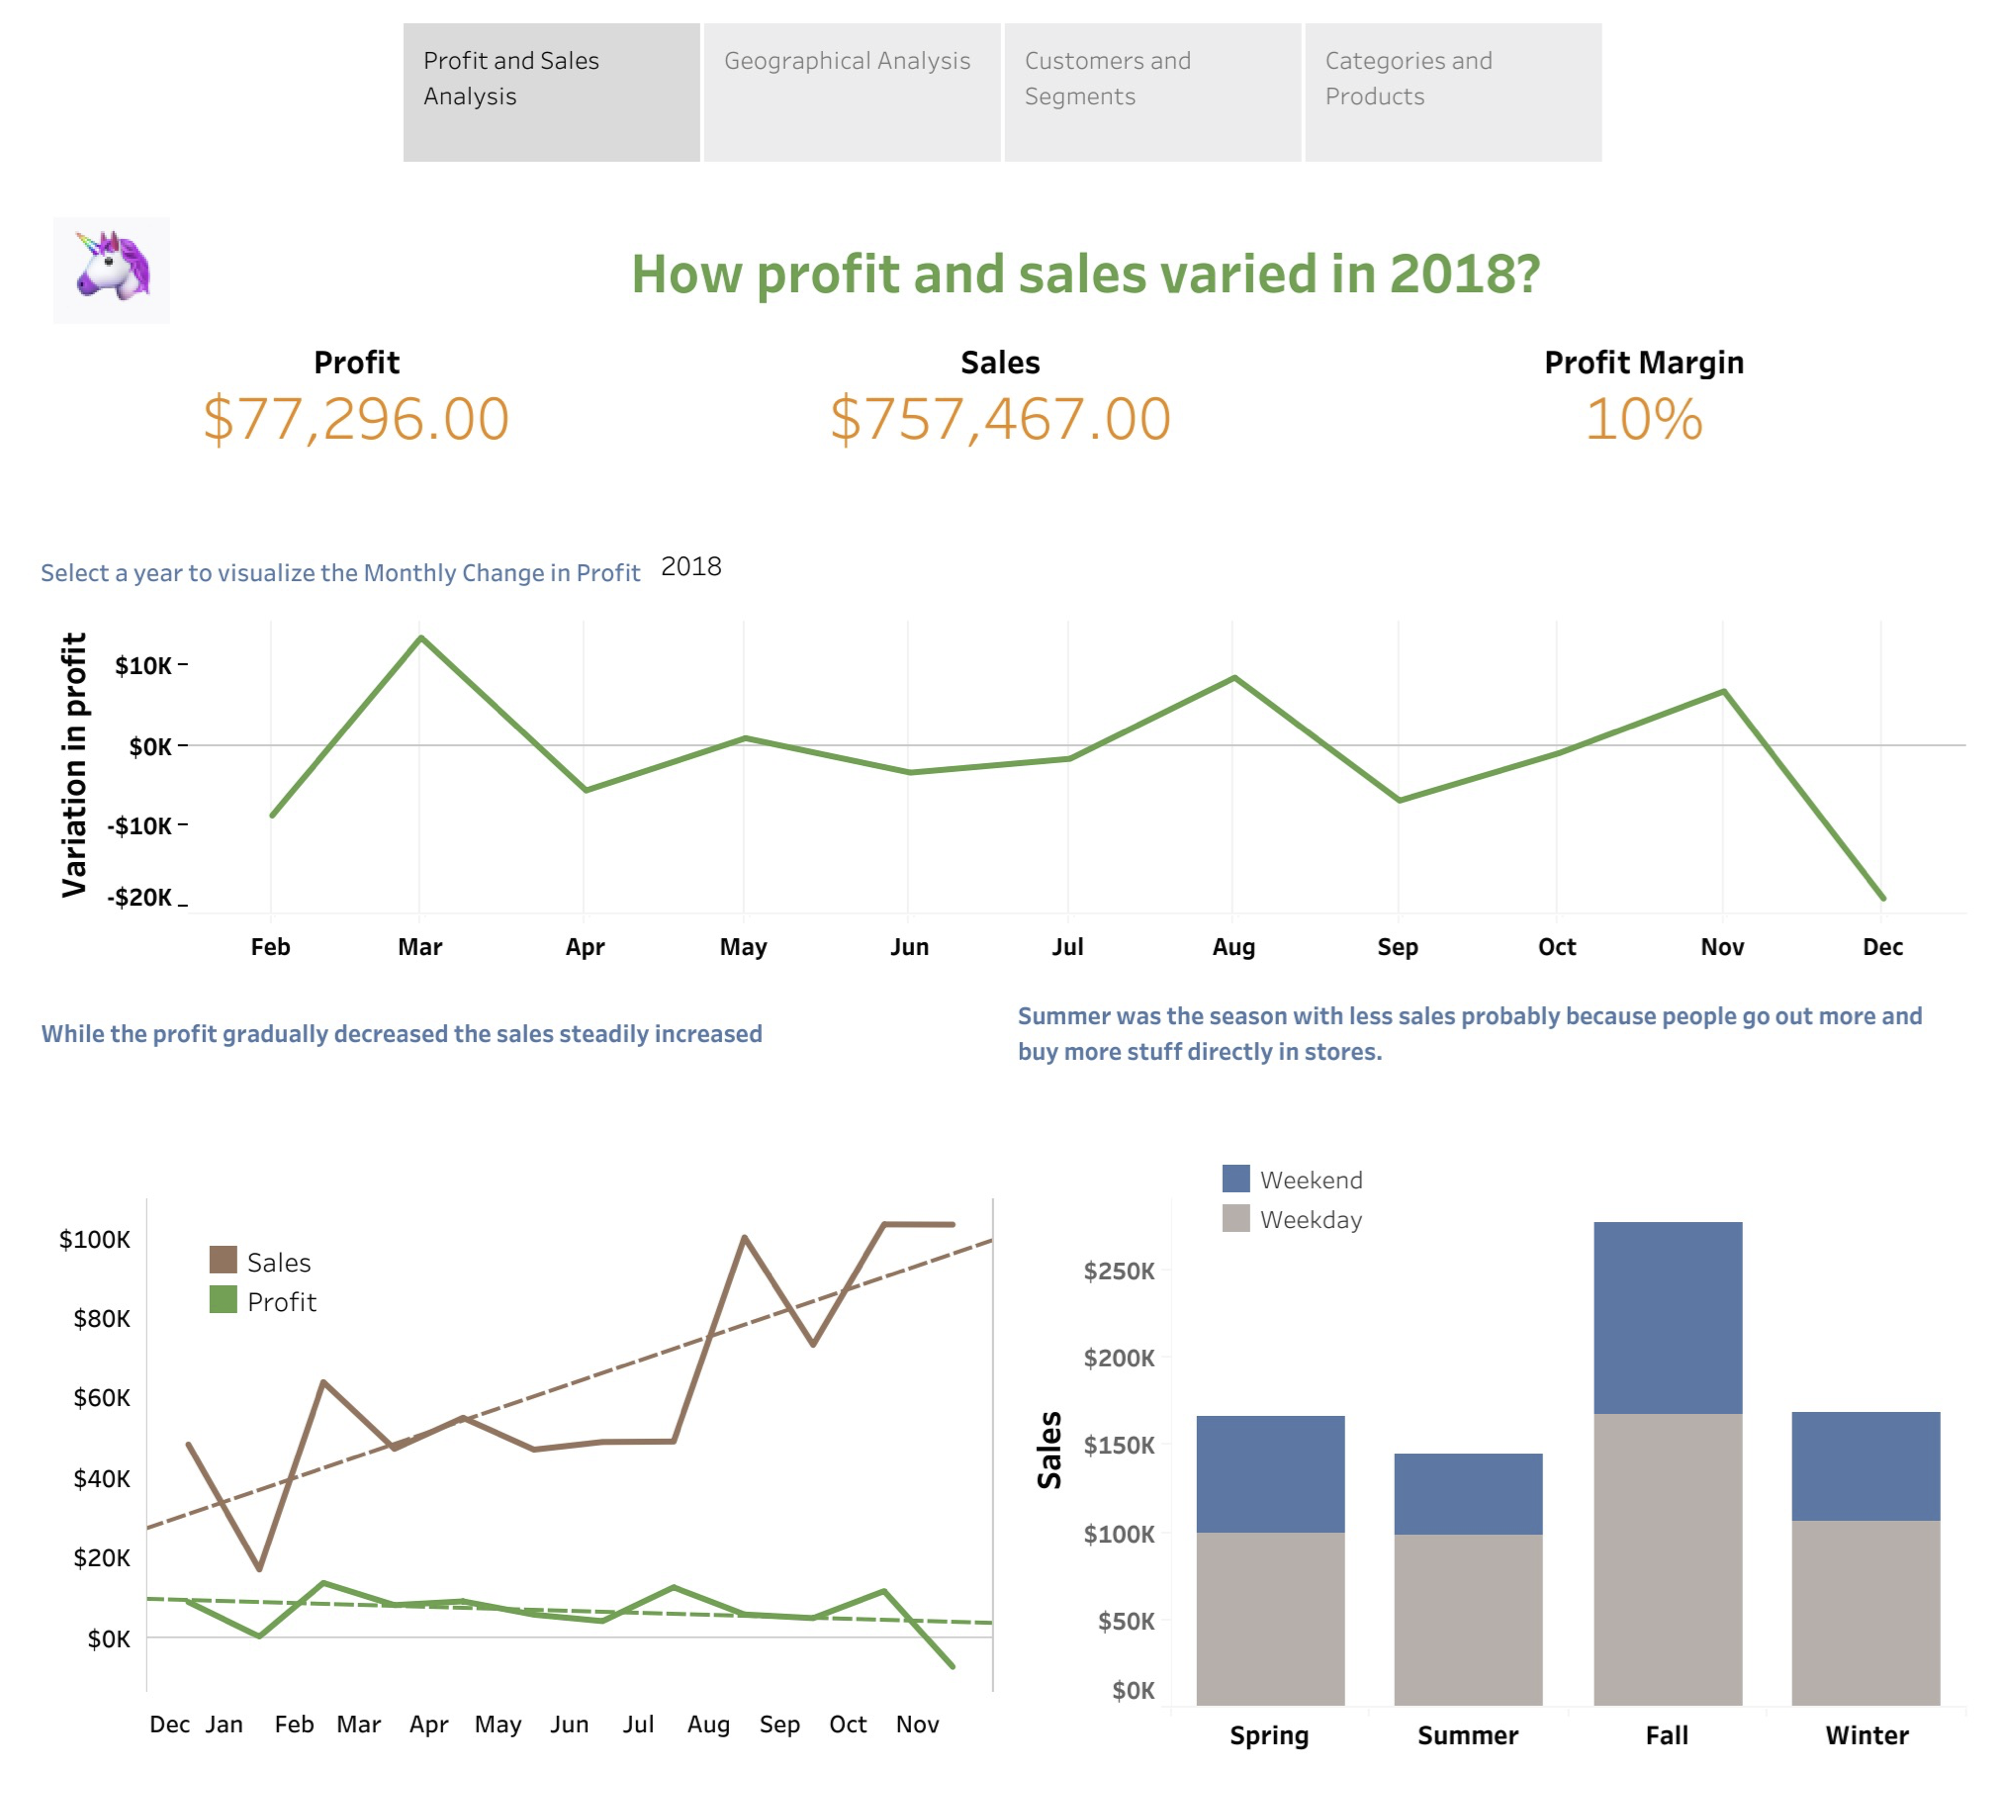 Profit and Sales
Analysis
Geographical Analysis
Customers and
Segments
Categories and
Products
How profit and sales varied in 2018?
Profit
$77,296.00
Sales
$757,467.00
Profit Margin
10%
Select a year to visualize the Monthly Change in Profit
2018
Variation in profit
$10K
$0K
-$10K
-$20K
Feb
Mar
Apr
May
Jun
Jul
Aug
Sep
Oct
Nov
Dec
While the profit gradually decreased the sales steadily increased
$100K
$80K
$60K
$40K
$20K
$0K
Sales
Profit
Dec
Jan
Feb
Mar
Apr
May
Jun
Jul
Aug
Sep
Oct
Nov
Summer was the season with less sales probably because people go out more and
buy more stuff directly in stores.
Weekend
Weekday
Sales
$250K
$200K
$150K
$100K
$50K
$0K
Spring
Summer
Fall
Winter